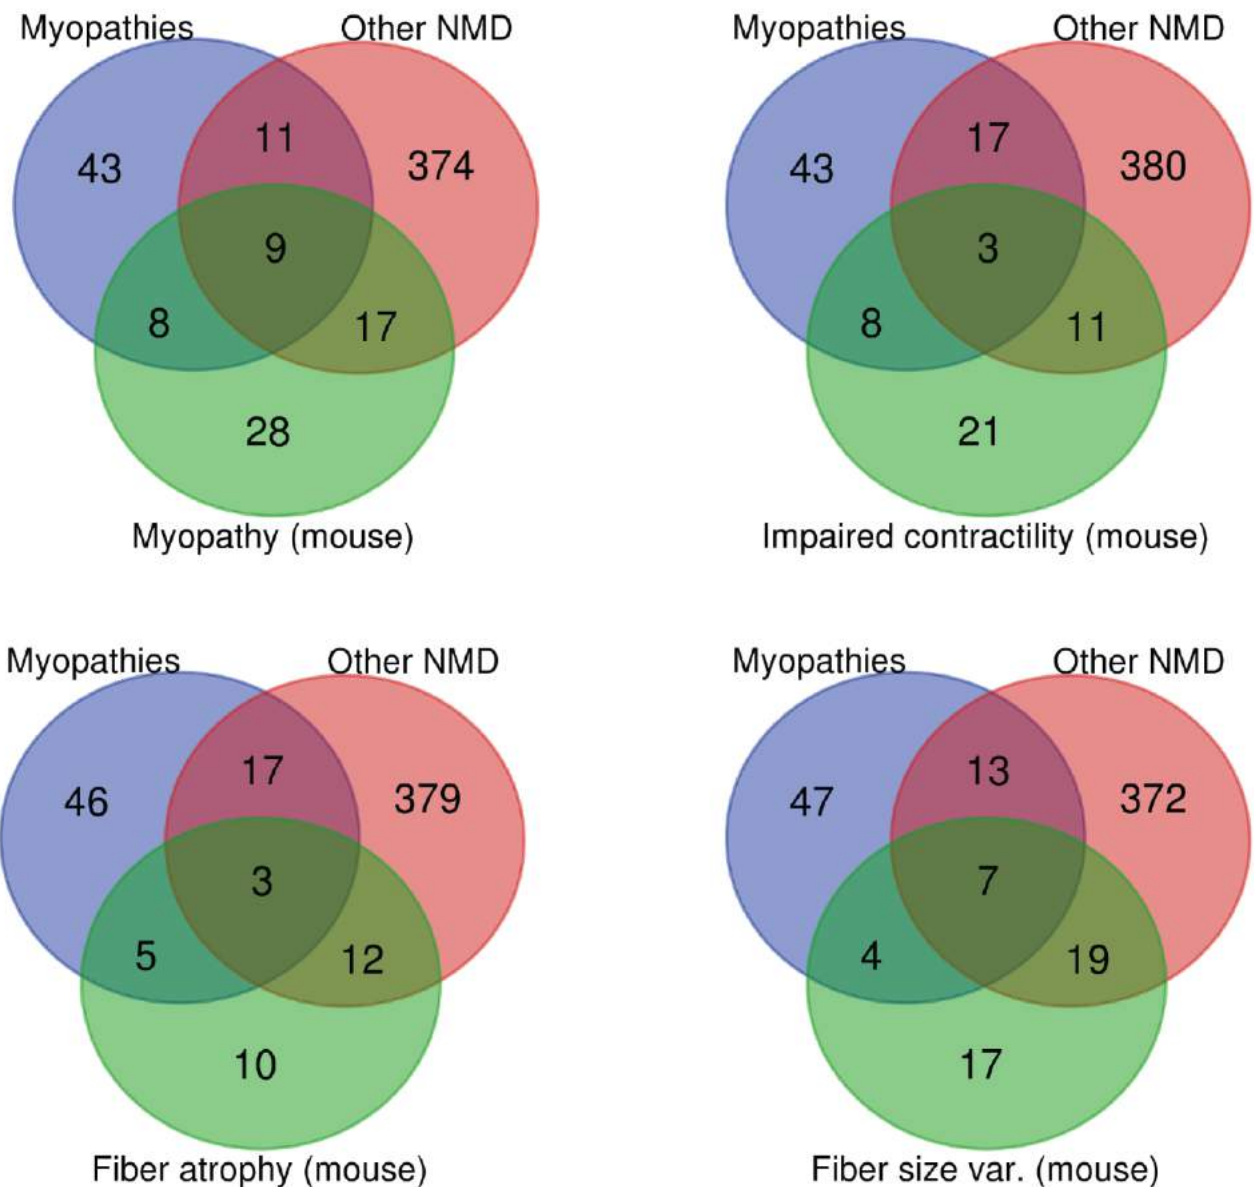 Myopathies Other NMD Myopathies Other NMD
11 17
43 374 43 380
9 3
8 17 8 11
28 21
Myopathy (mouse) Impaired contractility (mouse)
Myopathies Other NMD Myopathies Other NMD
17 13
46 379 47 372
3 7
5 12 4 19
10 17
Fiber atrophy (mouse) Fiber size var. (mouse)